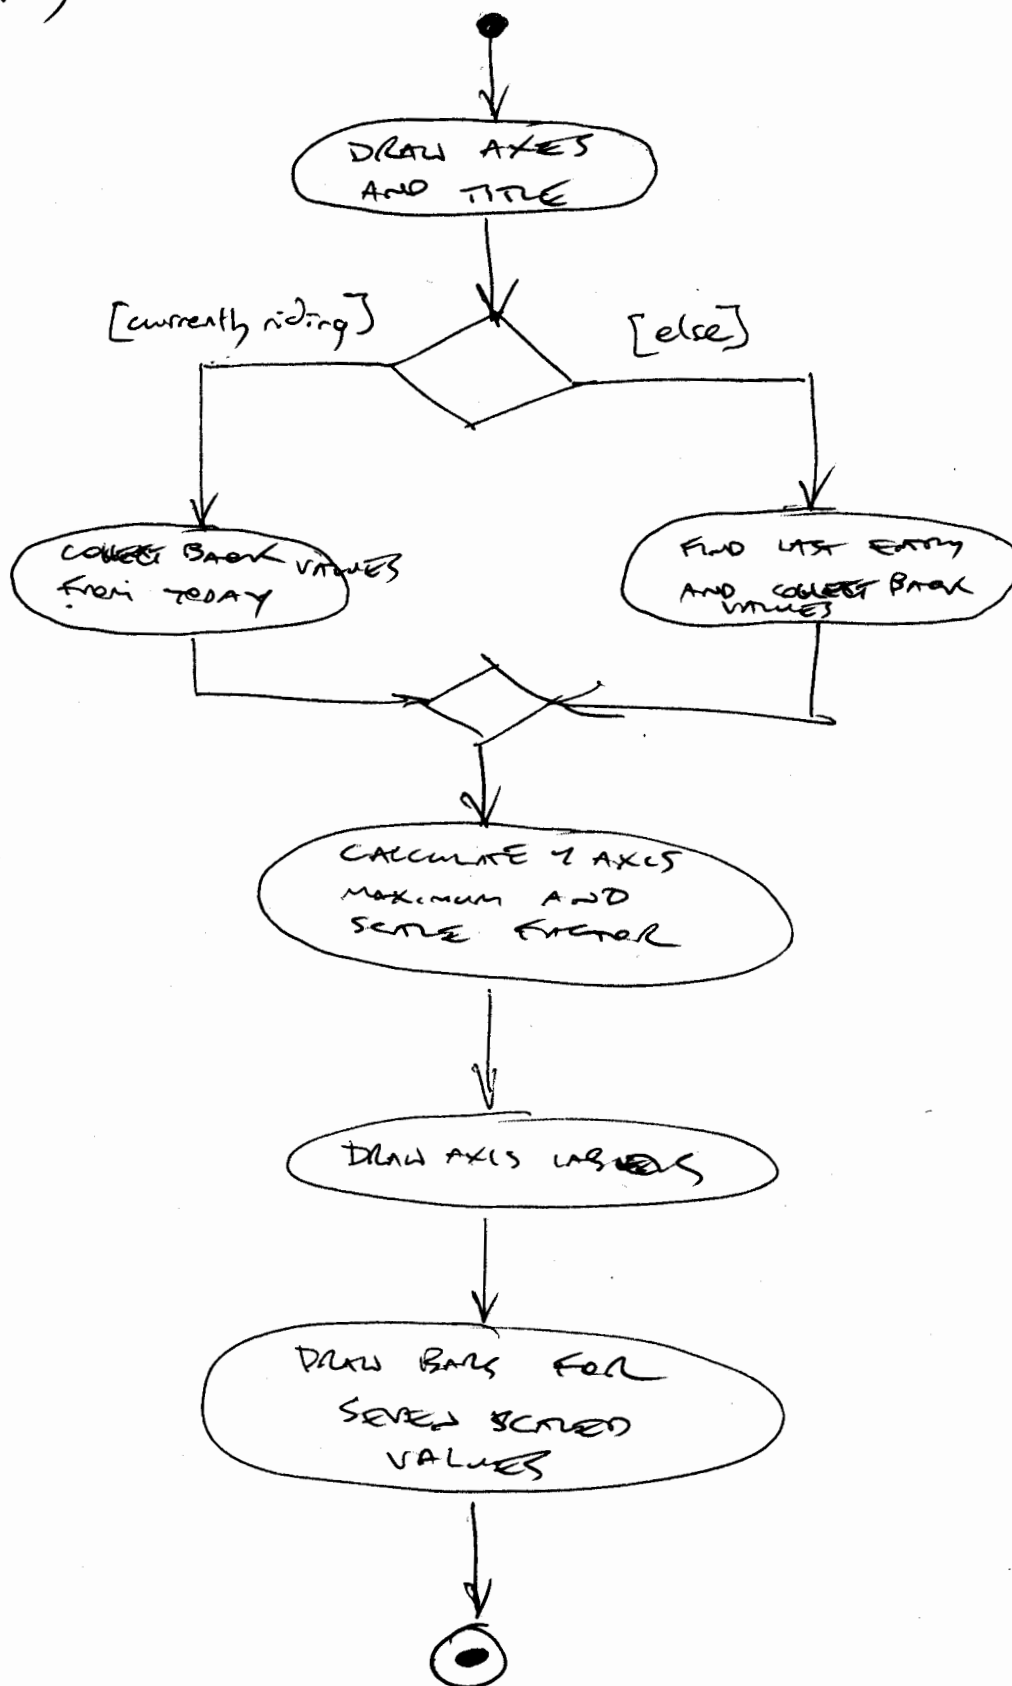 DRAW AXES
AND TITLE
[currently riding]
[else]
COLLECT BACK VALUES
FROM TODAY
FIND LAST ENTRY
AND COLLECT BACK
VALUES
CALCULATE Y AXIS
MAXIMUM AND
SCALE FACTOR
DRAW AXIS LABELS
DRAW BARS FOR
SEVEN SCALED
VALUES